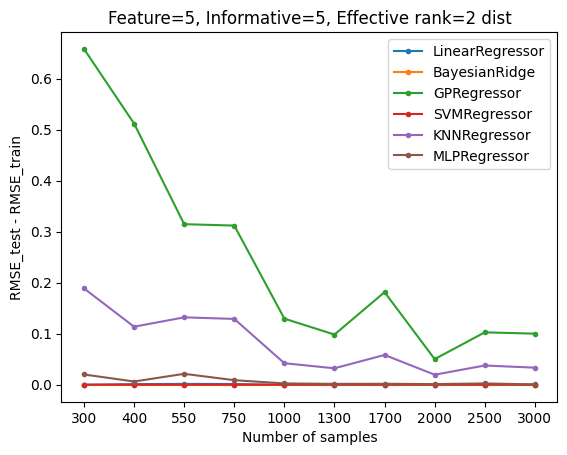 Feature=5, Informative=5, Effective rank=2 dist
LinearRegressor
BayesianRidge
GPRegressor
SVMRegressor
KNNRegressor
MLPRegressor
RMSE_test - RMSE_train
0.6
0.5
0.4
0.3
0.2
0.1
0.0
300 400 550 750 1000 1300 1700 2000 2500 3000
Number of samples